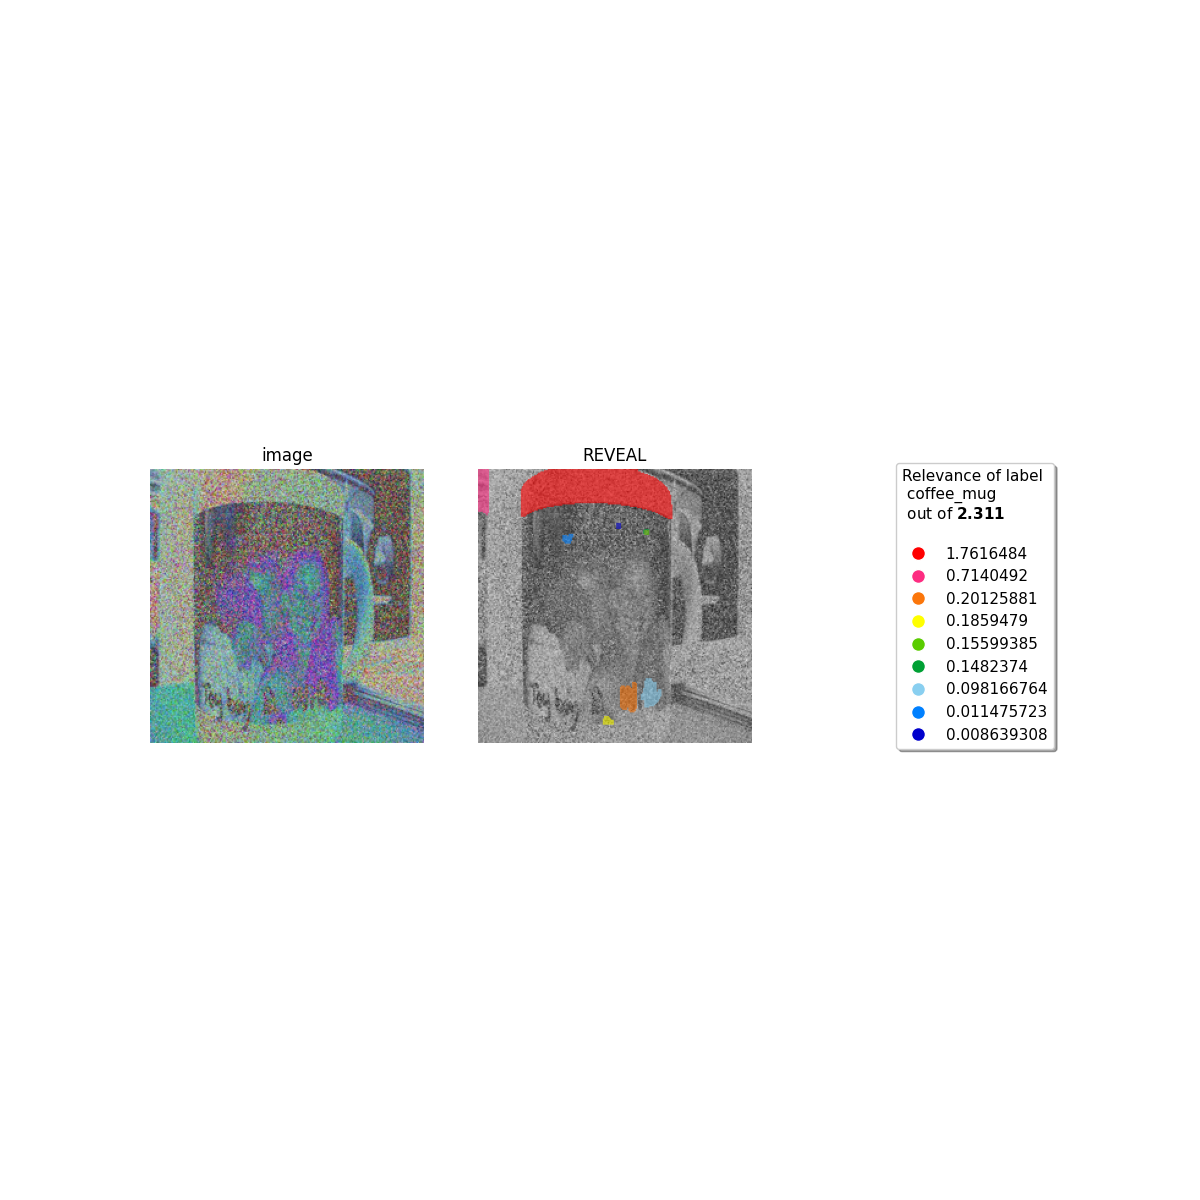 image
REVEAL
Relevance of label
coffee_mug
out of 2.311
1.7616484
0.7140492
0.20125881
0.1859479
0.15599385
0.1482374
0.098166764
0.011475723
0.008639308